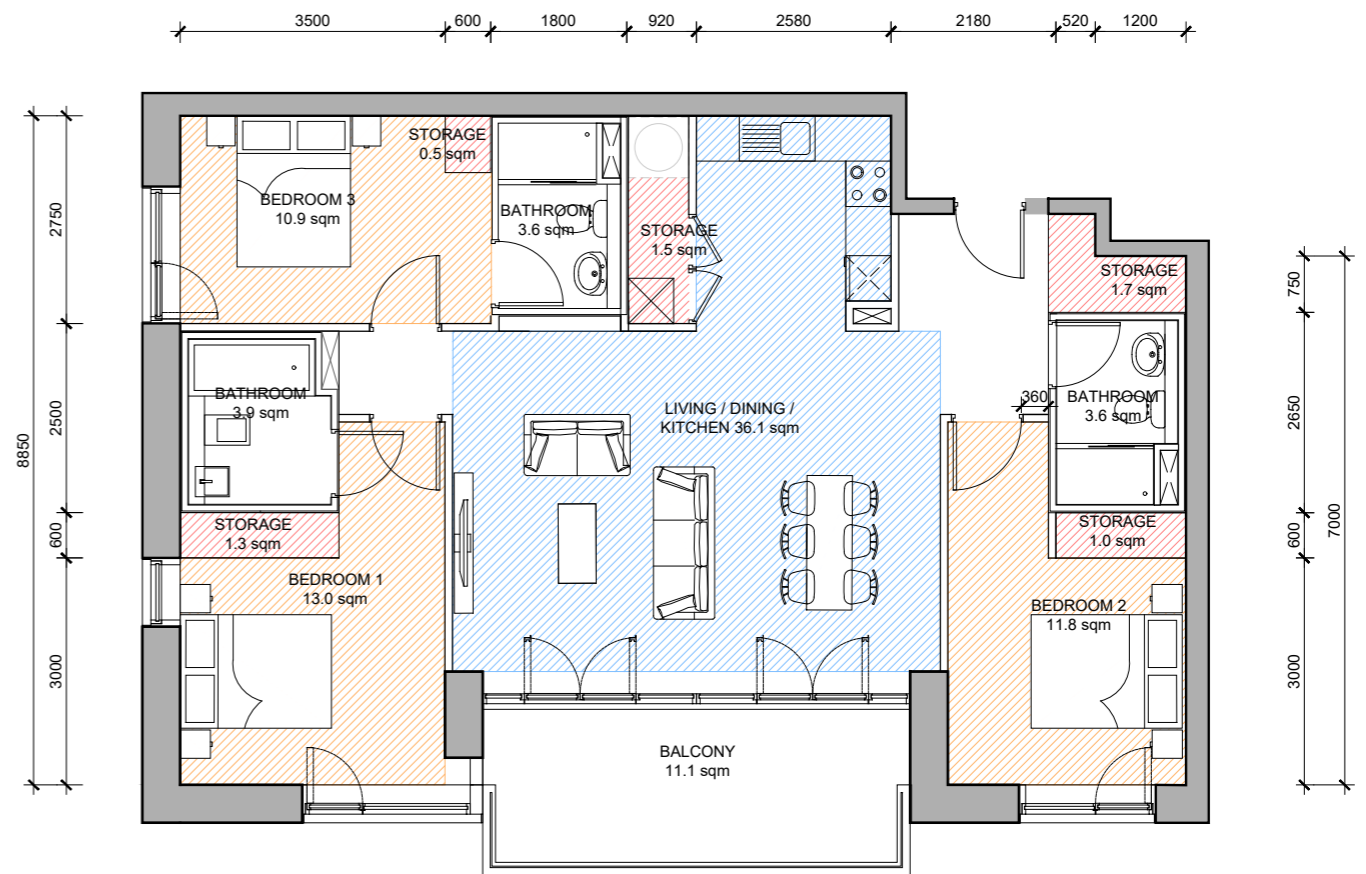 3500
600
1800
920
2580
2180
520
1200
STORAGE
0.5 sqm
BEDROOM 3
10.9 sqm
BATHROOM
3.6 sqm
STORAGE
1.5 sqm
STORAGE
1.7 sqm
2750
750
BATHROOM
3.9 sqm
LIVING / DINING /
KITCHEN 36.1 sqm
360
BATHROOM
3.6 sqm
2500
2650
8850
7000
STORAGE
1.3 sqm
STORAGE
1.0 sqm
600
600
BEDROOM 1
13.0 sqm
BEDROOM 2
11.8 sqm
3000
3000
BALCONY
11.1 sqm